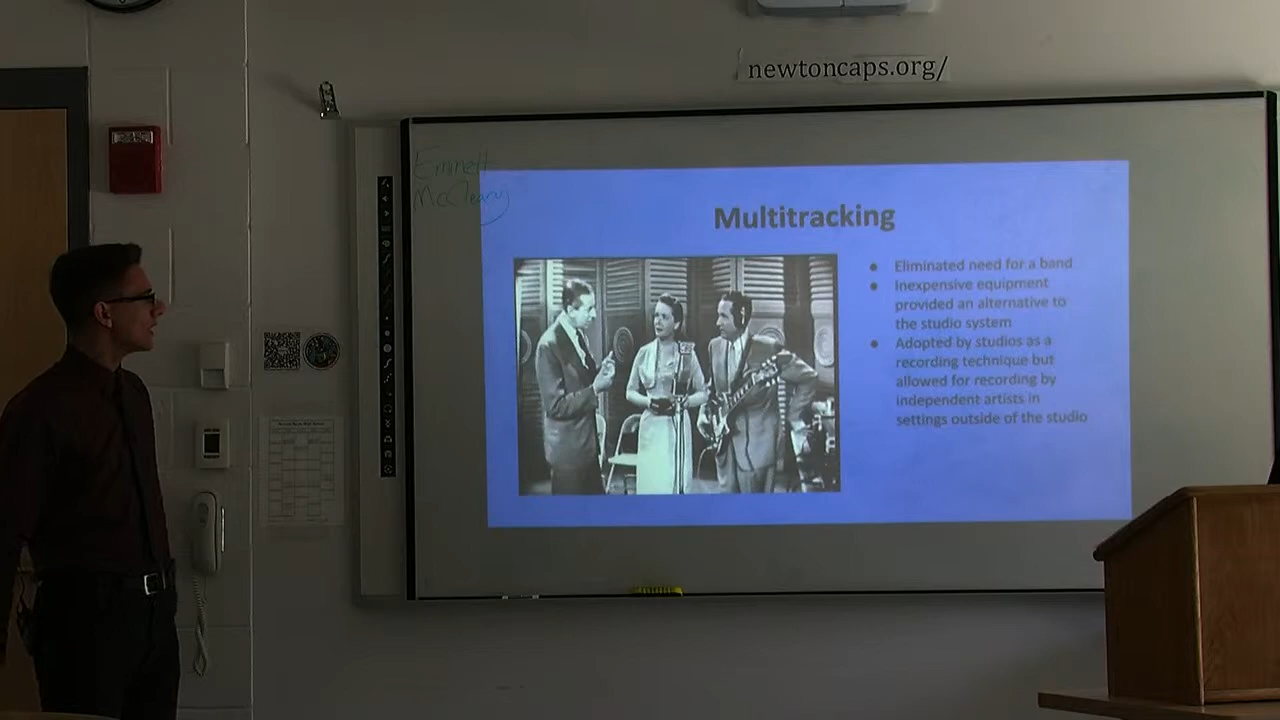 newtoncaps.org/
Emmett
McCleary
Multitracking
● Eliminated need for a band
● Inexpensive equipment
provided an alternative to
the studio system
● Adopted by studios as a
recording technique but
allowed for recording by
independent artists in
settings outside of the studio